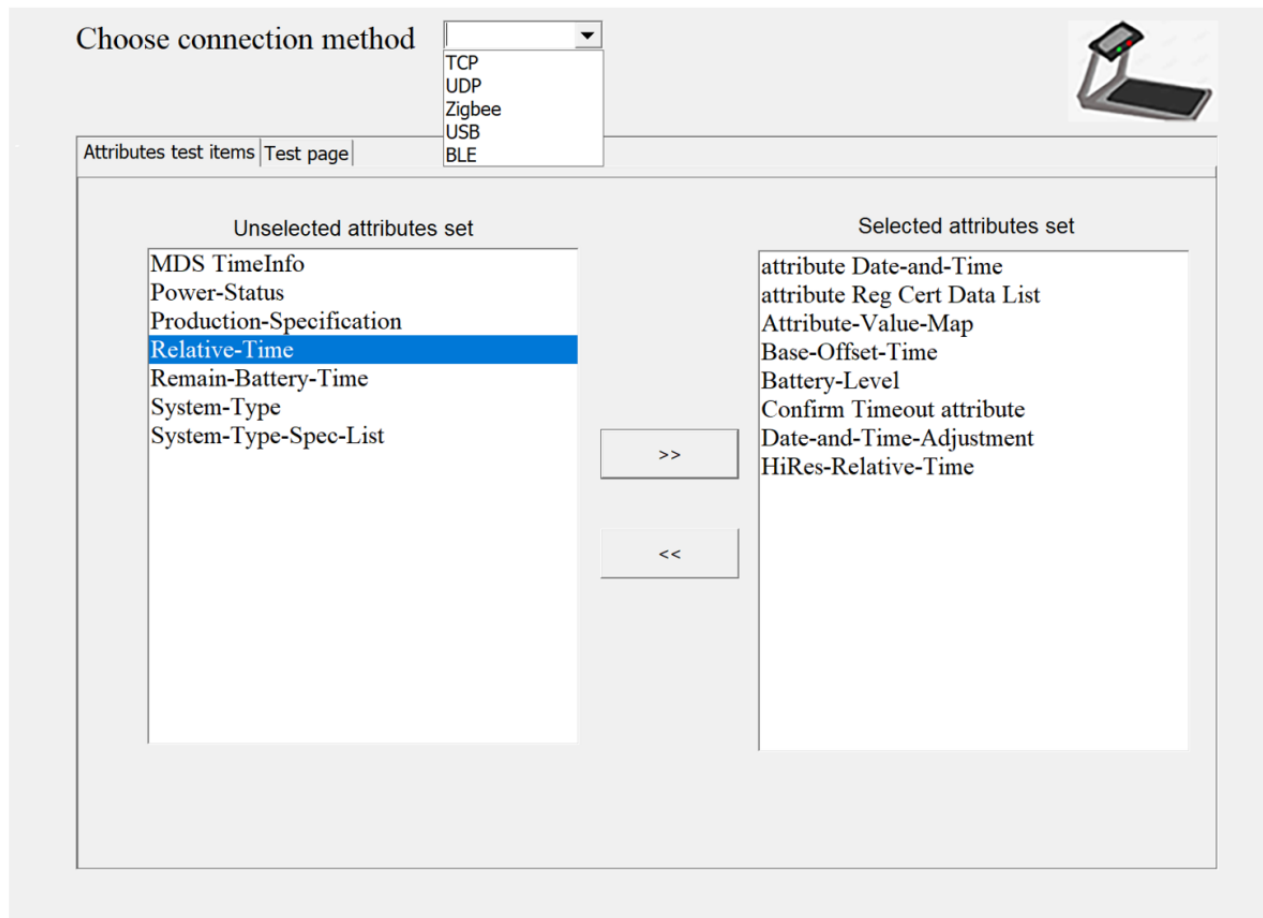 Choose connection method
TCP
UDP
Zigbee
USB
BLE
Attributes test items
Test page
Unselected attributes set
MDS TimeInfo
Power-Status
Production-Specification
Relative-Time
Remain-Battery-Time
System-Type
System-Type-Spec-List
>>
<<
Selected attributes set
attribute Date-and-Time
attribute Reg Cert Data List
Attribute-Value-Map
Base-Offset-Time
Battery-Level
Confirm Timeout attribute
Date-and-Time-Adjustment
HiRes-Relative-Time